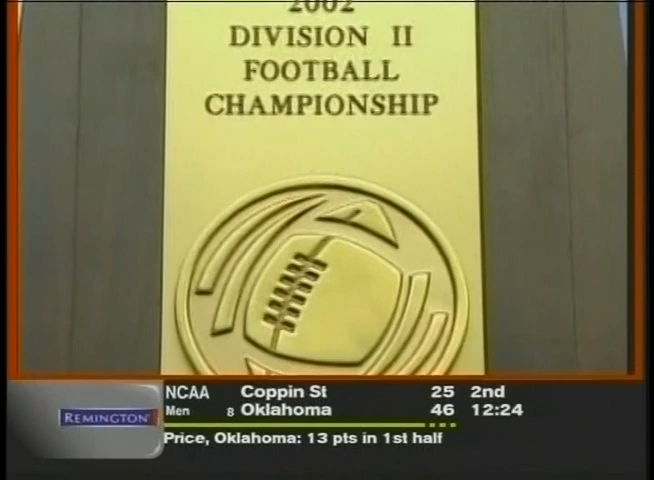 2002
DIVISION II
FOOTBALL
CHAMPIONSHIP
NCAA Coppin St 25 2nd
Men 8 Oklahoma 46 12:24
REMINGTON
Price, Oklahoma: 13 pts in 1st half